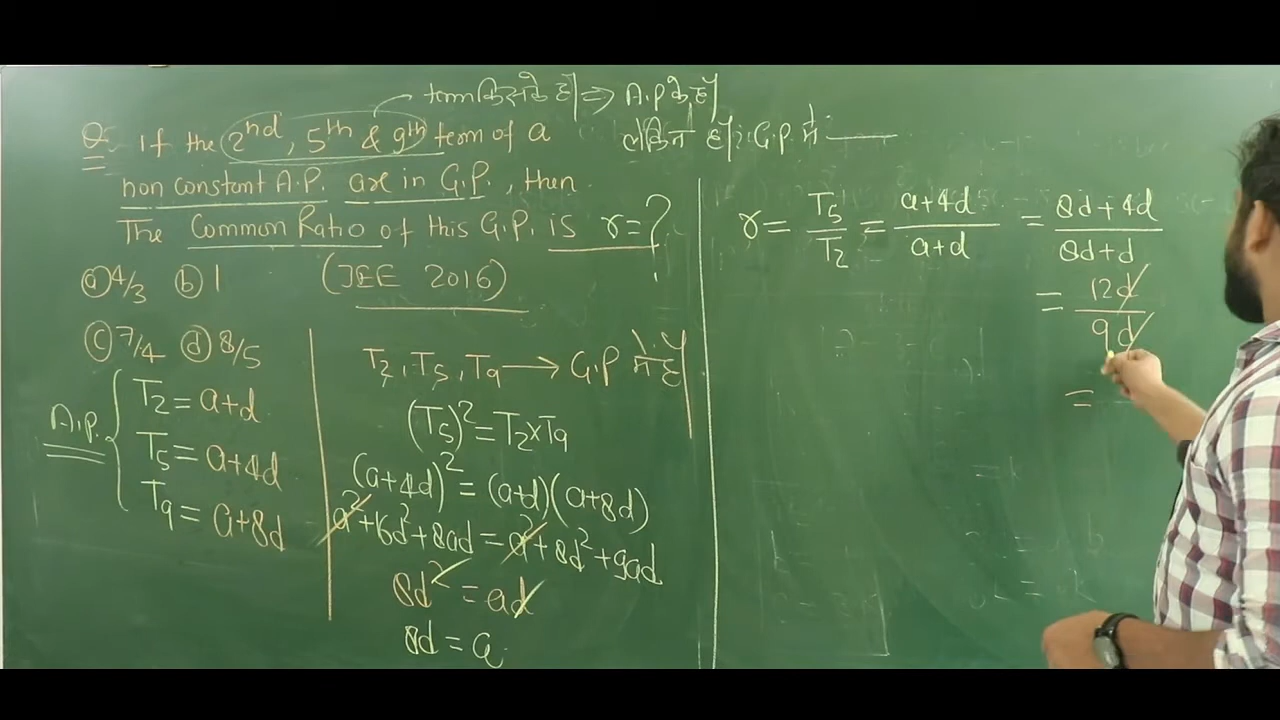 term किसके है ⇒ A.P के है
लेकिन है? G.P. में ——
Q. If the 2nd, 5th & 9th term of a
non constant A.P. are in G.P., then
The Common Ratio of this G.P. is r=?
(a) 4/3 (b) 1 (JEE 2016)
(c) 7/4 (d) 8/5
A.P.
T₂ = a+d
T₅ = a+4d
T₉ = a+8d
T₂, T₅, T₉ → G.P में है
(T₅)² = T₂×T₉
(a+4d)² = (a+d)(a+8d)
a²+16d²+8ad = a²+8d²+9ad
8d² = ad
8d = a
r = T₅/T₂ = a+4d/a+d = 8d+4d/8d+d
= 12d/9d
=